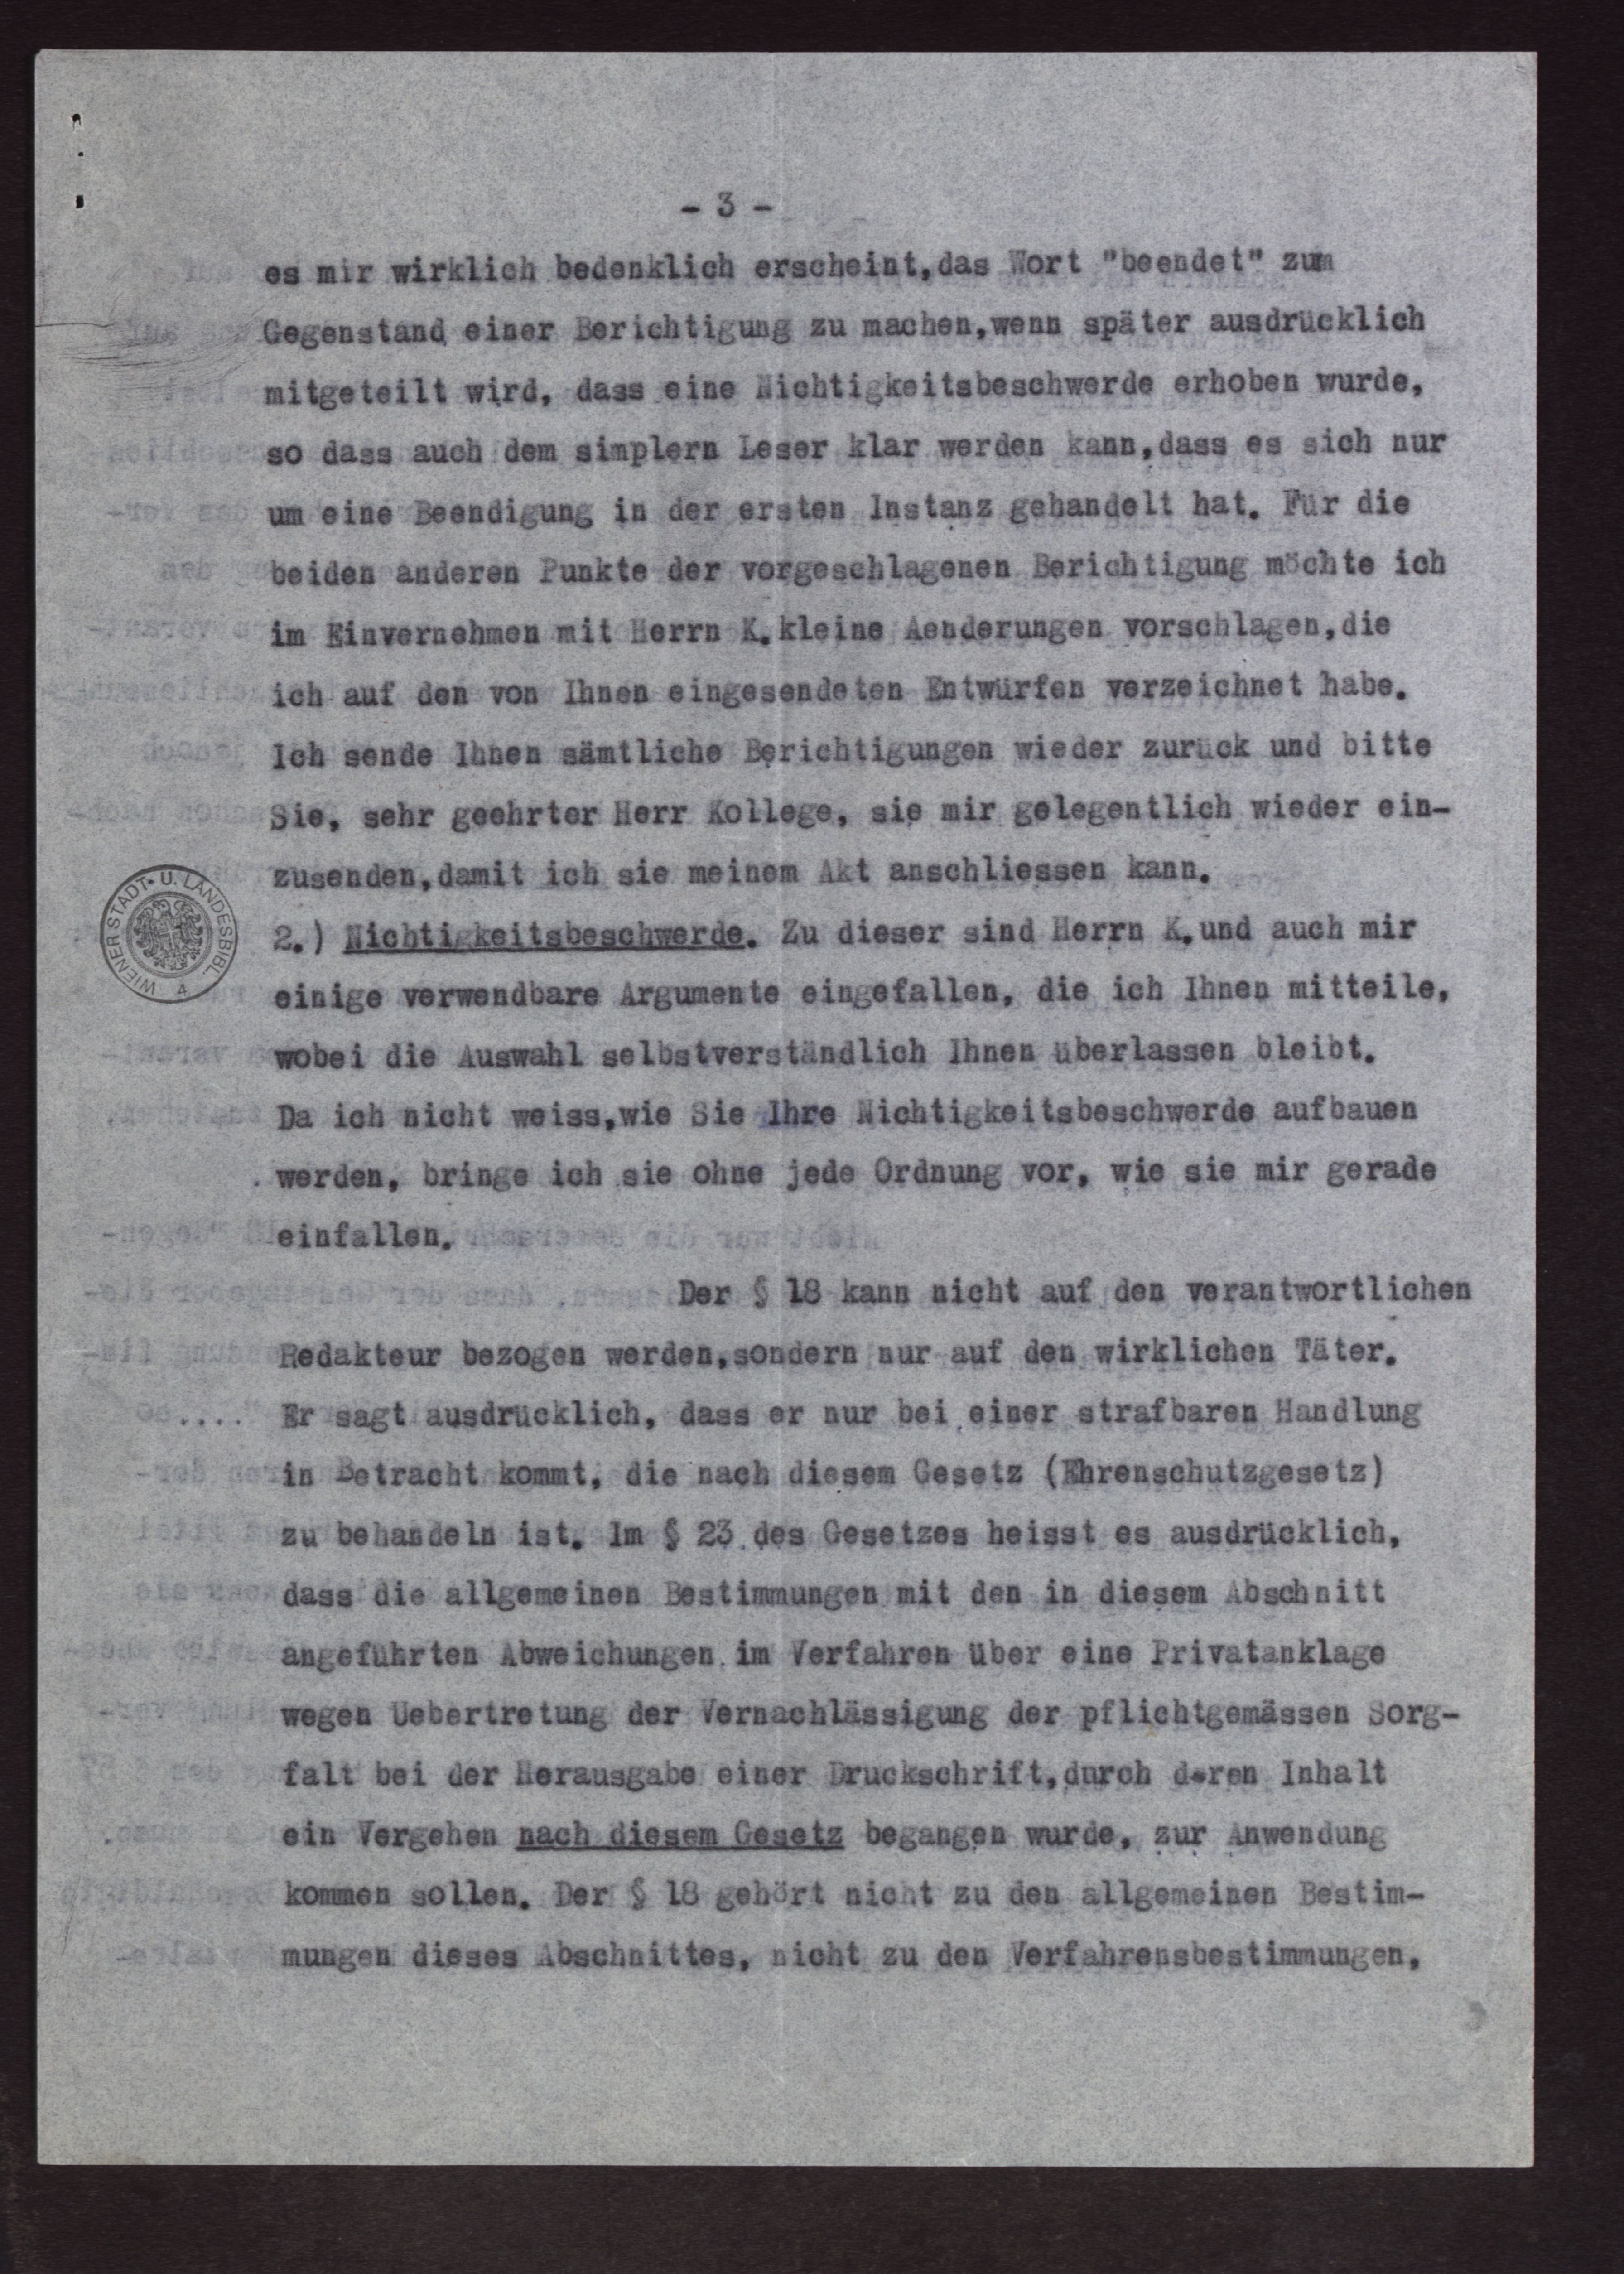 - 3 -
es mir wirklich bedenklich erscheint,das Wort "beendet" zum
Gegenstand einer Berichtigung zu machen,wenn später ausdrücklich
mitgeteilt wird, dass eine Nichtigkeitsbeschwerde erhoben wurde,
so dass auch dem simplern Leser klar werden kann,dass es sich nur
um eine Beendigung in der ersten Instanz gehandelt hat. Für die
beiden anderen Punkte der vorgeschlagenen Berichtigung möchte ich
im Einvernehmen mit Herrn K.kleine Aenderungen vorschlagen,die
ich auf den von Ihnen eingesendeten Entwürfen verzeichnet habe.
Ich sende Ihnen sämtliche Berichtigungen wieder zurück und bitte
Sie, sehr geehrter Herr Kollege, sie mir gelegentlich wieder ein-
zusenden,damit ich sie meinem Akt anschliessen kann.
WIENER STADT- U. LANDESBIBL. 4
2.) Nichtigkeitsbeschwerde. Zu dieser sind Herrn K.und auch mir
einige verwendbare Argumente eingefallen, die ich Ihnen mitteile,
wobei die Auswahl selbstverständlich Ihnen überlassen bleibt.
Da ich nicht weiss,wie Sie Ihre Nichtigkeitsbeschwerde aufbauen
werden, bringe ich sie ohne jede Ordnung vor, wie sie mir gerade
einfallen.
Der § 18 kann nicht auf den verantwortlichen
Redakteur bezogen werden,sondern nur auf den wirklichen Täter.
Er sagt ausdrücklich, dass er nur bei einer strafbaren Handlung
in Betracht kommt, die nach diesem Gesetz (Ehrenschutzgesetz)
zu behandeln ist. Im § 23 des Gesetzes heisst es ausdrücklich,
dass die allgemeinen Bestimmungen mit den in diesem Abschnitt
angeführten Abweichungen im Verfahren über eine Privatanklage
wegen Uebertretung der Vernachlässigung der pflichtgemässen Sorg-
falt bei der Herausgabe einer Druckschrift,durch deren Inhalt
ein Vergehen nach diesem Gesetz begangen wurde, zur Anwendung
kommen sollen. Der § 18 gehört nicht zu den allgemeinen Bestim-
mungen dieses Abschnittes, nicht zu den Verfahrensbestimmungen,